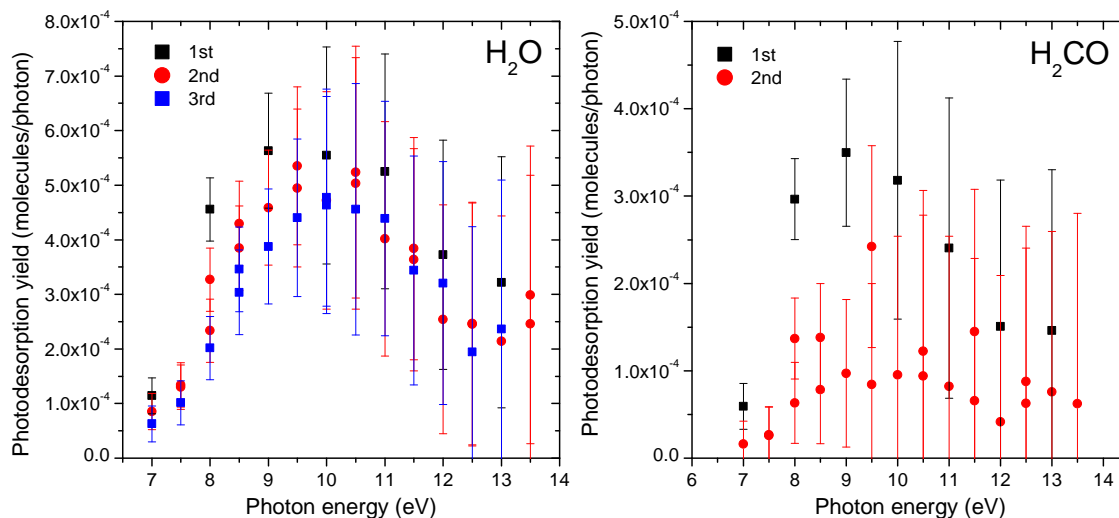 Photodesorption yield (molecules/photon)
8.0x10⁻⁴
7.0x10⁻⁴
6.0x10⁻⁴
5.0x10⁻⁴
4.0x10⁻⁴
3.0x10⁻⁴
2.0x10⁻⁴
1.0x10⁻⁴
0.0
1st
2nd
3rd
H₂O
7 8 9 10 11 12 13 14
Photon energy (eV)
Photodesorption yield (molecules/photon)
5.0x10⁻⁴
4.0x10⁻⁴
3.0x10⁻⁴
2.0x10⁻⁴
1.0x10⁻⁴
0.0
1st
2nd
H₂CO
6 7 8 9 10 11 12 13 14
Photon energy (eV)